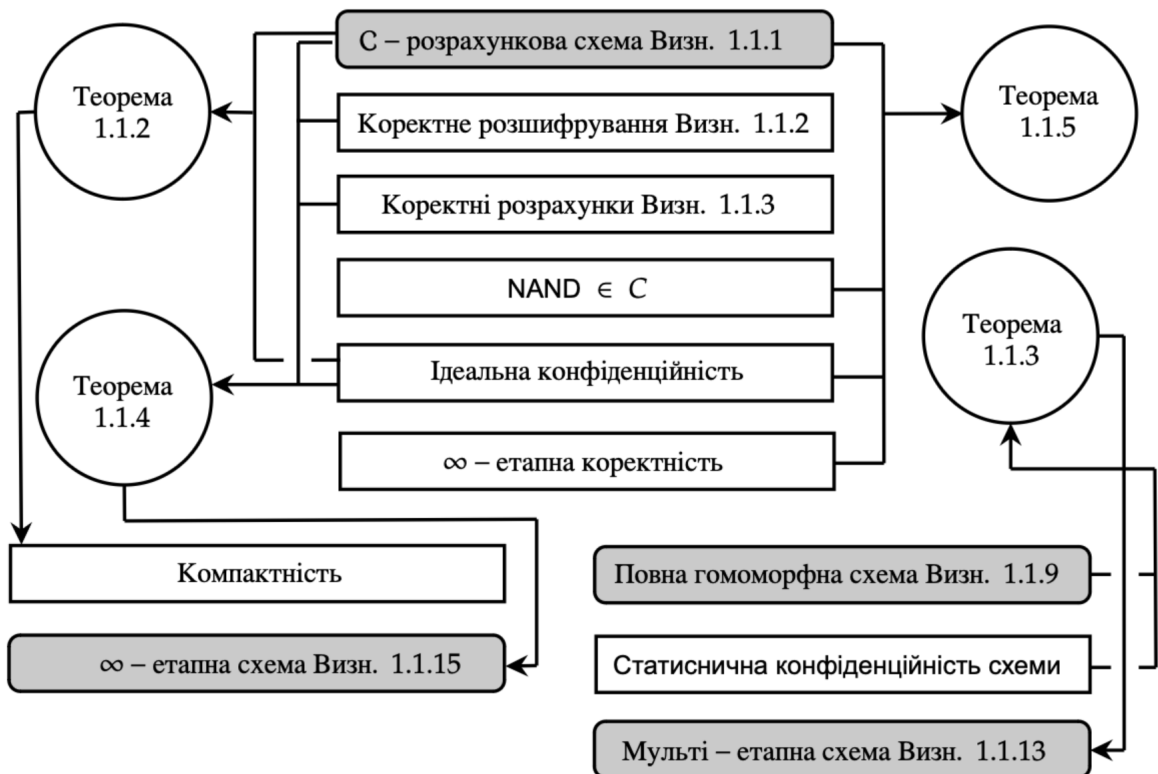 С – розрахункова схема Визн. 1.1.1
Теорема
1.1.2
Теорема
1.1.5
Коректне розшифрування Визн. 1.1.2
Коректні розрахунки Визн. 1.1.3
NAND ∈ C
Теорема
1.1.3
Ідеальна конфіденційність
Теорема
1.1.4
∞ – етапна коректність
Компактність
Повна гомоморфна схема Визн. 1.1.9
∞ – етапна схема Визн. 1.1.15
Статиснична конфіденційність схеми
Мульті – етапна схема Визн. 1.1.13